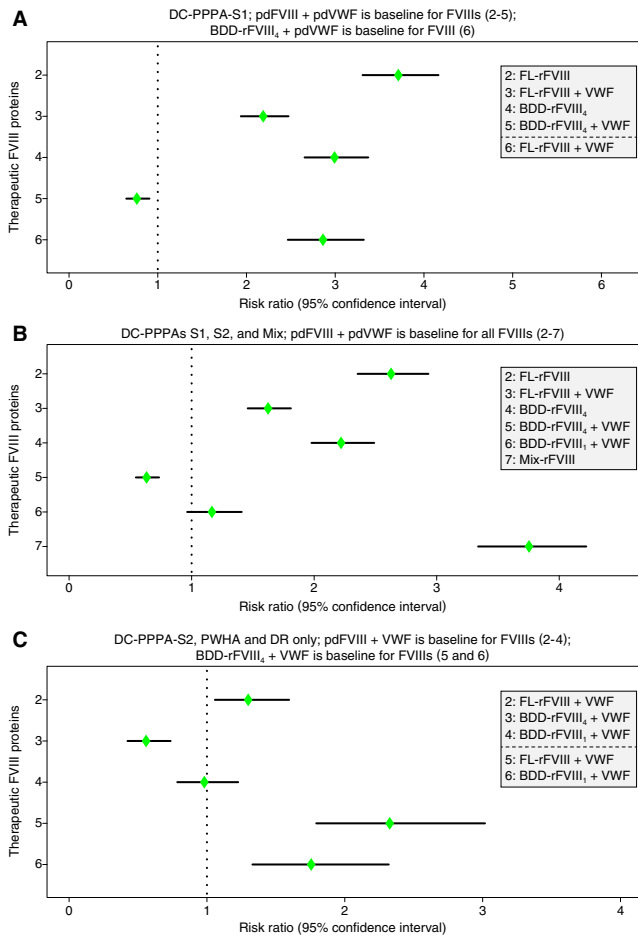 A
DC-PPPA-S1; pdFVIII + pdVWF is baseline for FVIIIs (2-5);
BDD-rFVIII₄ + pdVWF is baseline for FVIII (6)
Therapeutic FVIII proteins
2
3
4
5
6
2: FL-rFVIII
3: FL-rFVIII + VWF
4: BDD-rFVIII₄
5: BDD-rFVIII₄ + VWF
6: FL-rFVIII + VWF
0 1 2 3 4 5 6
Risk ratio (95% confidence interval)
B
DC-PPPAs S1, S2, and Mix; pdFVIII + pdVWF is baseline for all FVIIIs (2-7)
Therapeutic FVIII proteins
2
3
4
5
6
7
2: FL-rFVIII
3: FL-rFVIII + VWF
4: BDD-rFVIII₄
5: BDD-rFVIII₄ + VWF
6: BDD-rFVIII₁ + VWF
7: Mix-rFVIII
0 1 2 3 4
Risk ratio (95% confidence interval)
C
DC-PPPA-S2, PWHA and DR only; pdFVIII + VWF is baseline for FVIIIs (2-4);
BDD-rFVIII₄ + VWF is baseline for FVIIIs (5 and 6)
Therapeutic FVIII proteins
2
3
4
5
6
2: FL-rFVIII + VWF
3: BDD-rFVIII₄ + VWF
4: BDD-rFVIII₁ + VWF
5: FL-rFVIII + VWF
6: BDD-rFVIII₁ + VWF
0 1 2 3 4
Risk ratio (95% confidence interval)